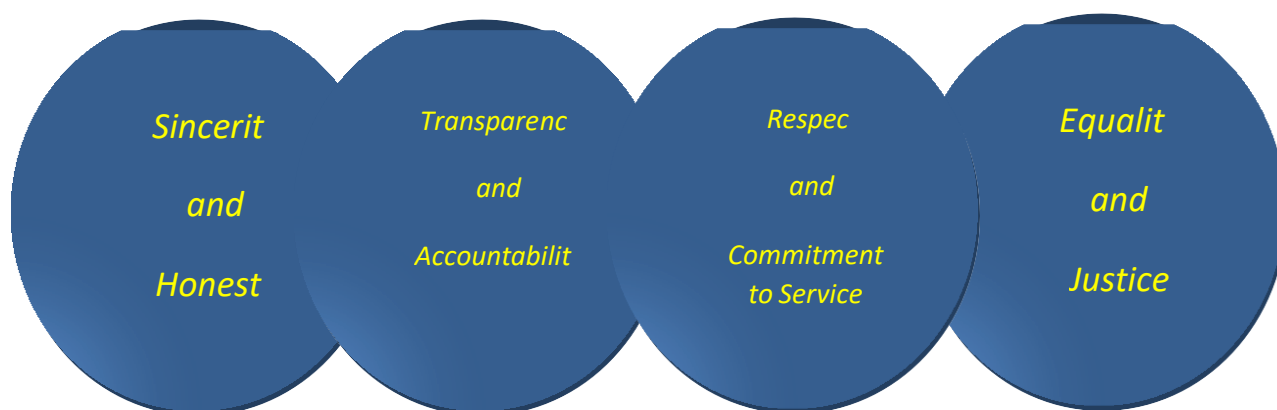 Sincerit
and
Honest
Transparenc
and
Accountabilit
Respec
and
Commitment
to Service
Equalit
and
Justice